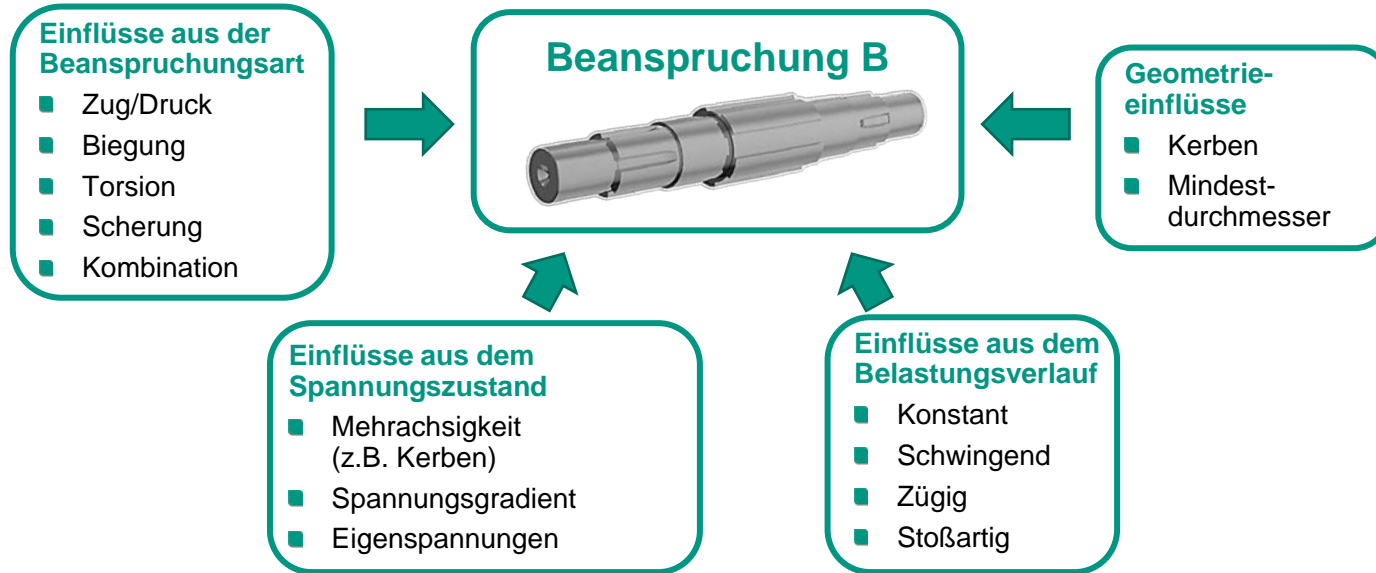 Einflüsse aus der
Beanspruchungsart
Zug/Druck
Biegung
Torsion
Scherung
Kombination
Beanspruchung B
Geometrie-
einflüsse
Kerben
Mindest-
durchmesser
Einflüsse aus dem
Spannungszustand
Mehrachsigkeit
(z.B. Kerben)
Spannungsgradient
Eigenspannungen
Einflüsse aus dem
Belastungsverlauf
Konstant
Schwingend
Zügig
Stoßartig